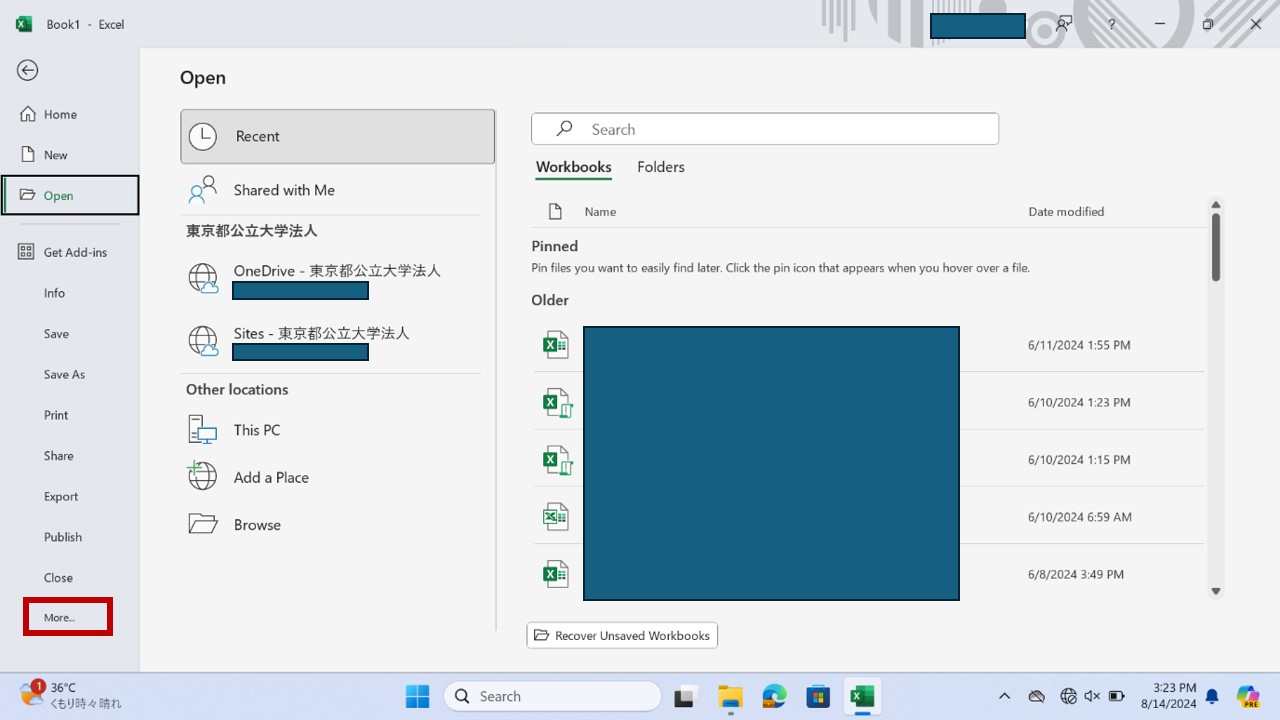 Book1 - Excel
Home
New
Open
Get Add-ins
Info
Save
Save As
Print
Share
Export
Publish
Close
More...
Open
Recent
Shared with Me
東京都公立大学法人
OneDrive - 東京都公立大学法人
Sites - 東京都公立大学法人
Other locations
This PC
Add a Place
Browse
Search
Workbooks Folders
Name Date modified
Pinned
Pin files you want to easily find later. Click the pin icon that appears when you hover over a file.
Older
6/11/2024 1:55 PM
6/10/2024 1:23 PM
6/10/2024 1:15 PM
6/10/2024 6:59 AM
6/8/2024 3:49 PM
Recover Unsaved Workbooks
1
36°C
くもり時々晴れ
Search
3:23 PM
8/14/2024
PRE